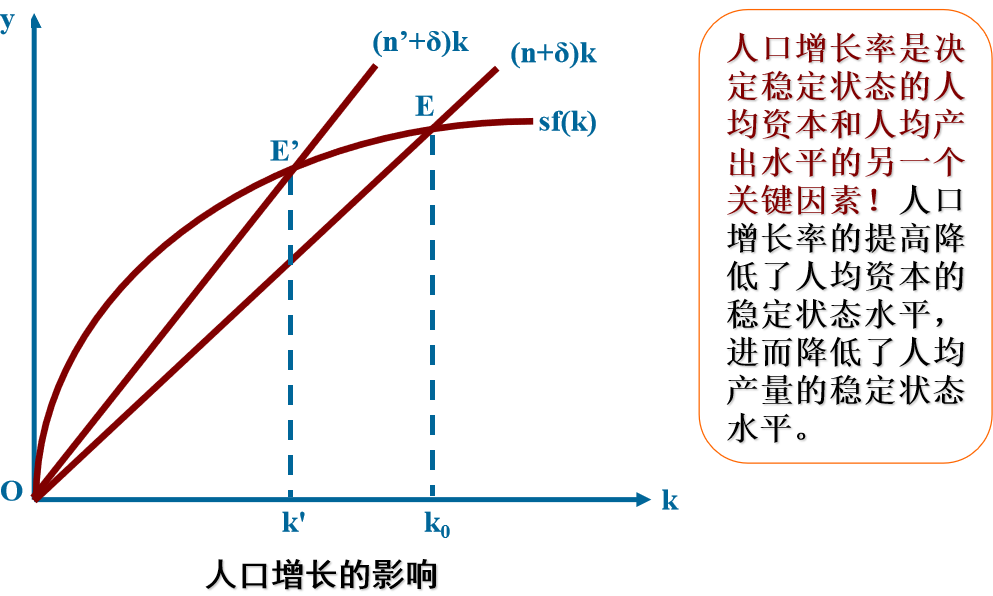 y
(n’+δ)k
(n+δ)k
E
sf(k)
E’
O
k'
k0
k
人口增长的影响
人口增长率是决
定稳定状态的人
均资本和人均产
出水平的另一个
关键因素！人口
增长率的提高降
低了人均资本的
稳定状态水平，
进而降低了人均
产量的稳定状态
水平。